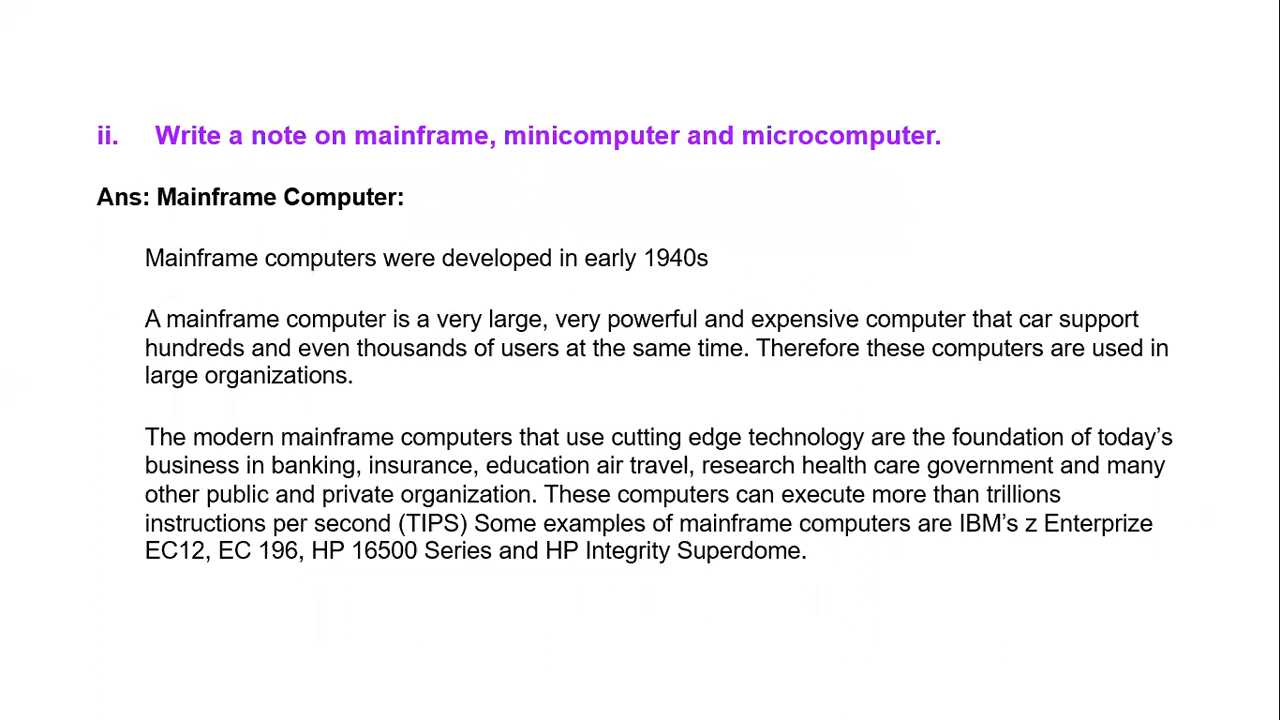 ii. Write a note on mainframe, minicomputer and microcomputer.
Ans: Mainframe Computer:
Mainframe computers were developed in early 1940s
A mainframe computer is a very large, very powerful and expensive computer that car support
hundreds and even thousands of users at the same time. Therefore these computers are used in
large organizations.
The modern mainframe computers that use cutting edge technology are the foundation of today’s
business in banking, insurance, education air travel, research health care government and many
other public and private organization. These computers can execute more than trillions
instructions per second (TIPS) Some examples of mainframe computers are IBM’s z Enterprize
EC12, EC 196, HP 16500 Series and HP Integrity Superdome.